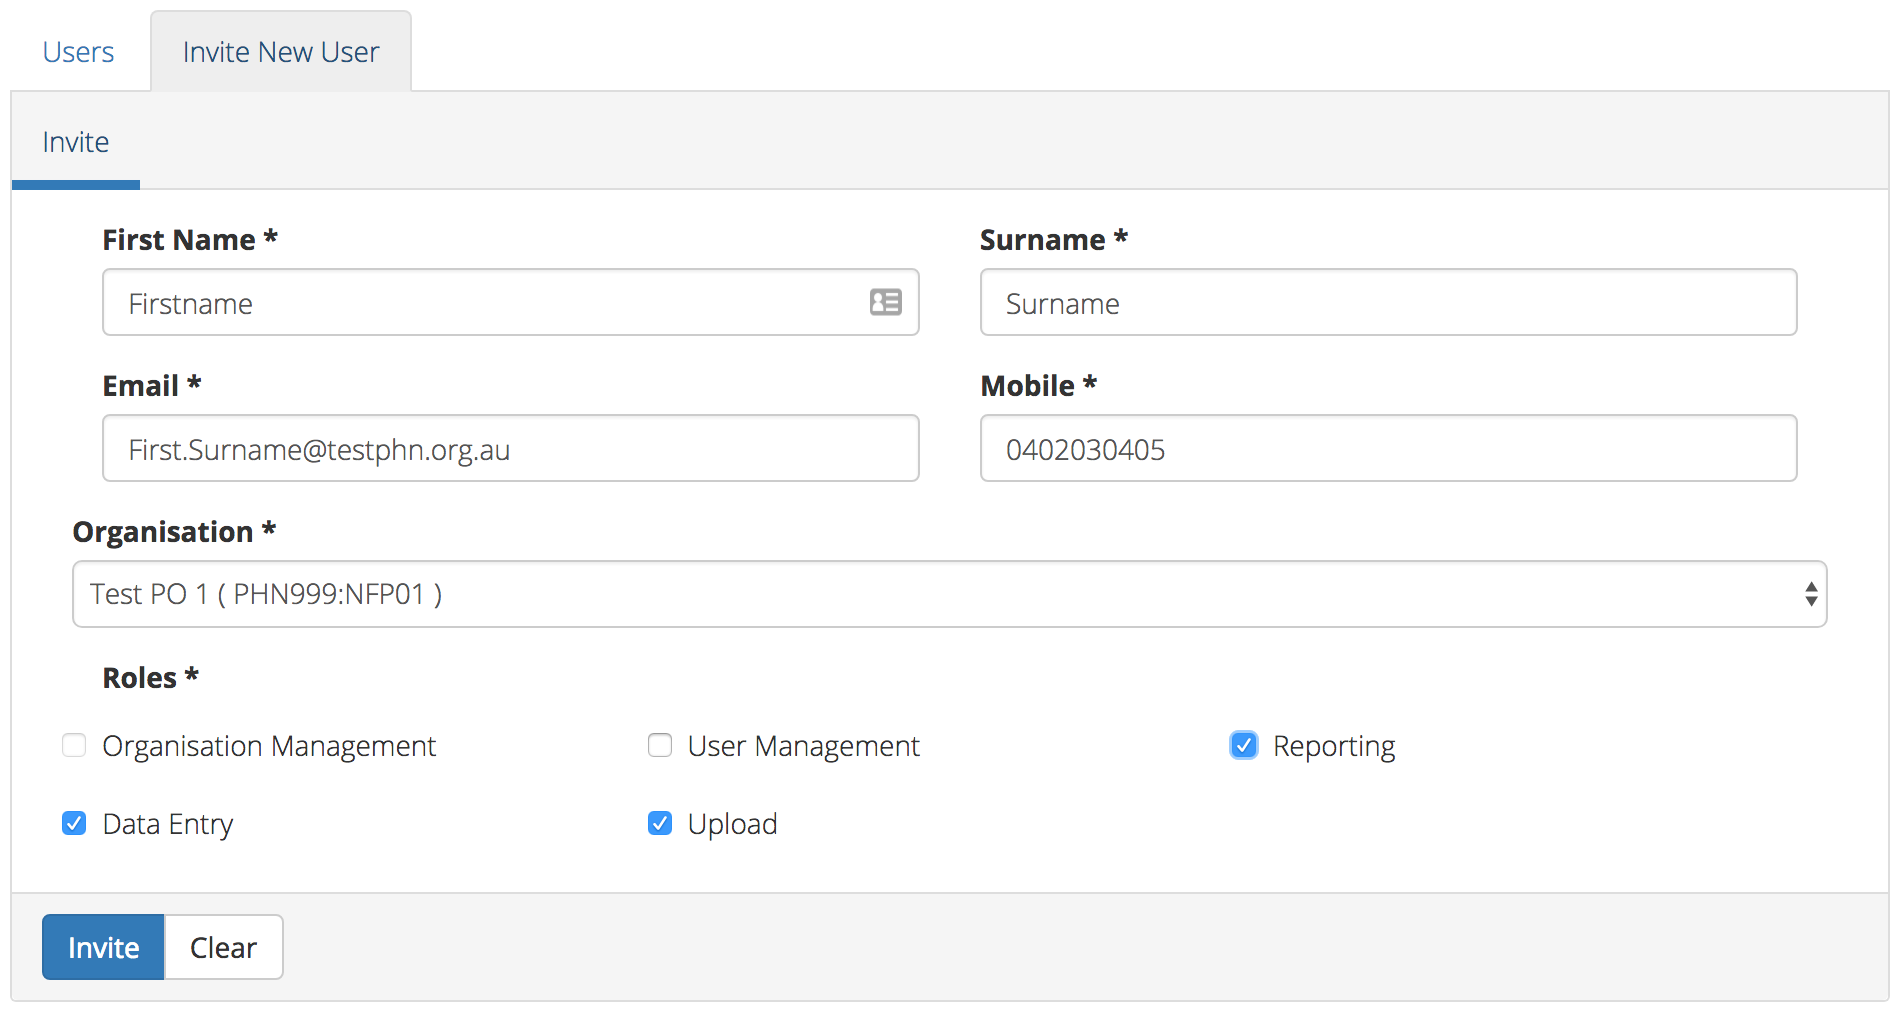 Users
Invite New User
Invite
First Name *
Surname *
Firstname
Surname
Email *
Mobile *
First.Surname@testphn.org.au
0402030405
Organisation *
Test PO 1 ( PHN999:NFP01 )
Roles *
Organisation Management
User Management
Reporting
Data Entry
Upload
Invite
Clear